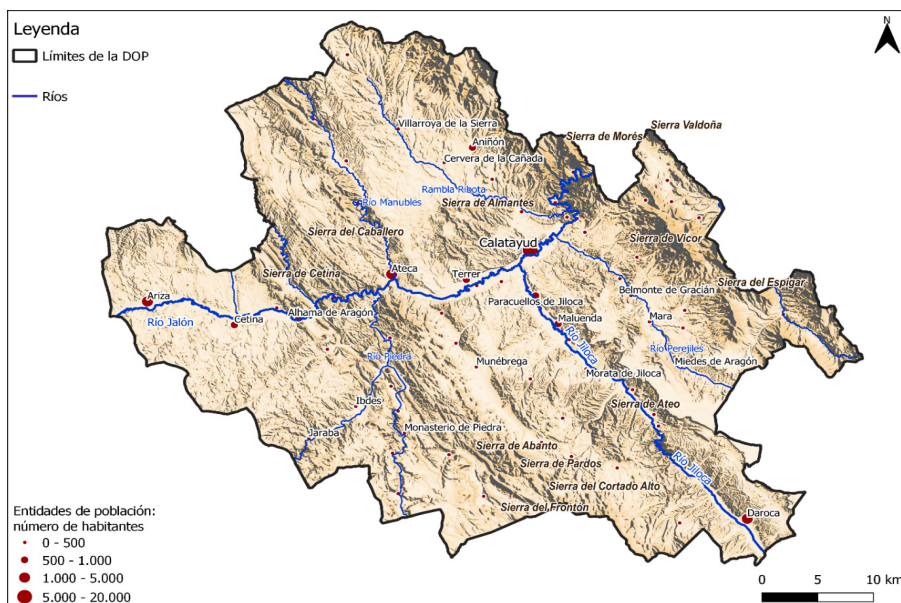 Leyenda
Límites de la DOP
Ríos
N
Villarroya de la Sierra
Aniñón
Cervera de la Cañada
Sierra de Morés
Sierra Valdoña
Río Manubles
Rambla Ribota
Sierra de Almantes
Sierra del Caballero
Calatayud
Sierra de Vicor
Sierra de Cetina
Ateca
Terrer
Belmonte de Gracián
Sierra del Espigar
Ariza
Paracuellos de Jiloca
Río Jalón
Cetina
Alhama de Aragón
Maluenda
Mara
Río Jiloca
Río Perejiles
Río Piedra
Munébrega
Miedes de Aragón
Morata de Jiloca
Ibdes
Sierra de Ateo
Jaraba
Monasterio de Piedra
Sierra de Abanto
Sierra de Pardos
Río Jiloca
Sierra del Cortado Alto
Sierra del Frontón
Daroca
Entidades de población:
número de habitantes
0 - 500
500 - 1.000
1.000 - 5.000
5.000 - 20.000
0 5 10 km